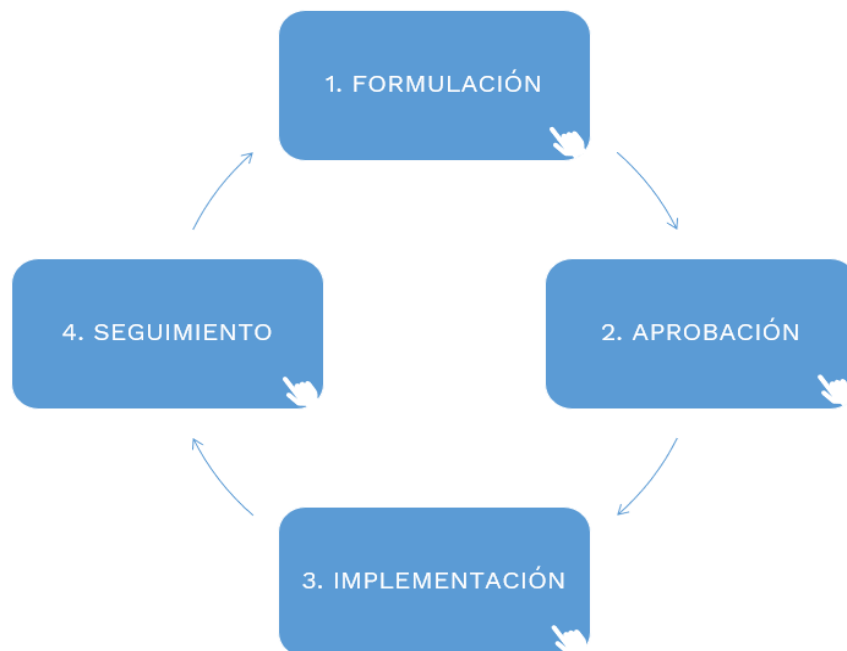 1. FORMULACIÓN
2. APROBACIÓN
3. IMPLEMENTACIÓN
4. SEGUIMIENTO